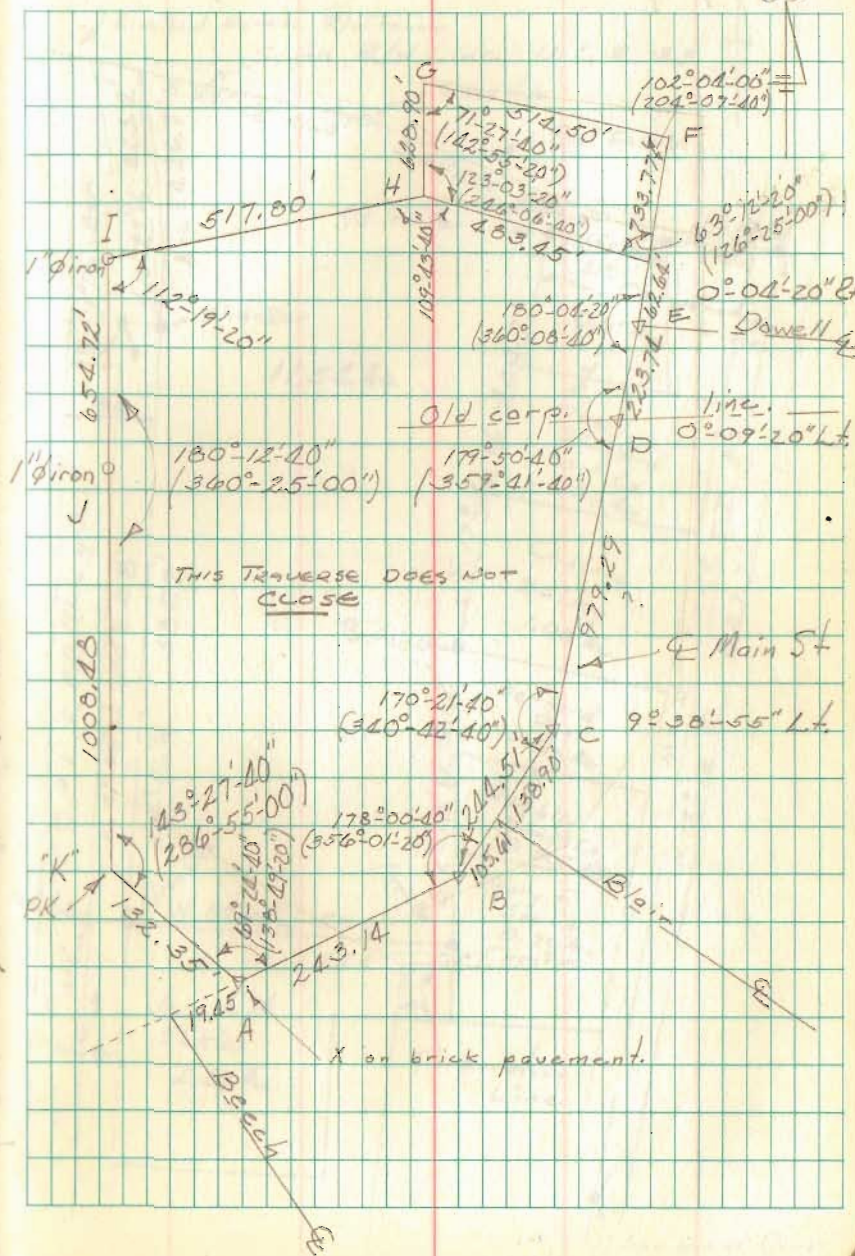 G
102°-04'-00"
(204°-07'-40")
514.50'
F
628.90'
71°-27'-40"
(142°-55'-20")
123°-03'-20"
(246°-06'-40")
H
733.77
63°-12'-20"
(126°-25'-00")
517.80'
483.45'
I
1"ø iron
112°-19'-20"
109°-43'-40"
62.64'
0°-04'-20"
180°-04'-20"
(360°-08'-40")
E
Dowell ℄
654.72'
223.74
Old corp. line.
D
0°-09'-20" Lt.
179°-50'-40"
(359°-41'-40")
1"ø iron
J
180°-12'-40"
(360°-25'-00")
979.29
?
THIS TRAVERSE DOES NOT
CLOSE
℄ Main St
1008.48
170°-21'-40"
(340°-42'-40")
C
9°-38'-55" Lt.
244.51'
138.90'
143°-27'-40"
(286°-55'-00")
178°-00'-40"
(356°-01'-20")
105.61
"K"
PK
69°-24'-40"
(138°-49'-20")
B
Blair
℄
192.35'
243.14
19.45
A
X on brick pavement.
Beech
℄